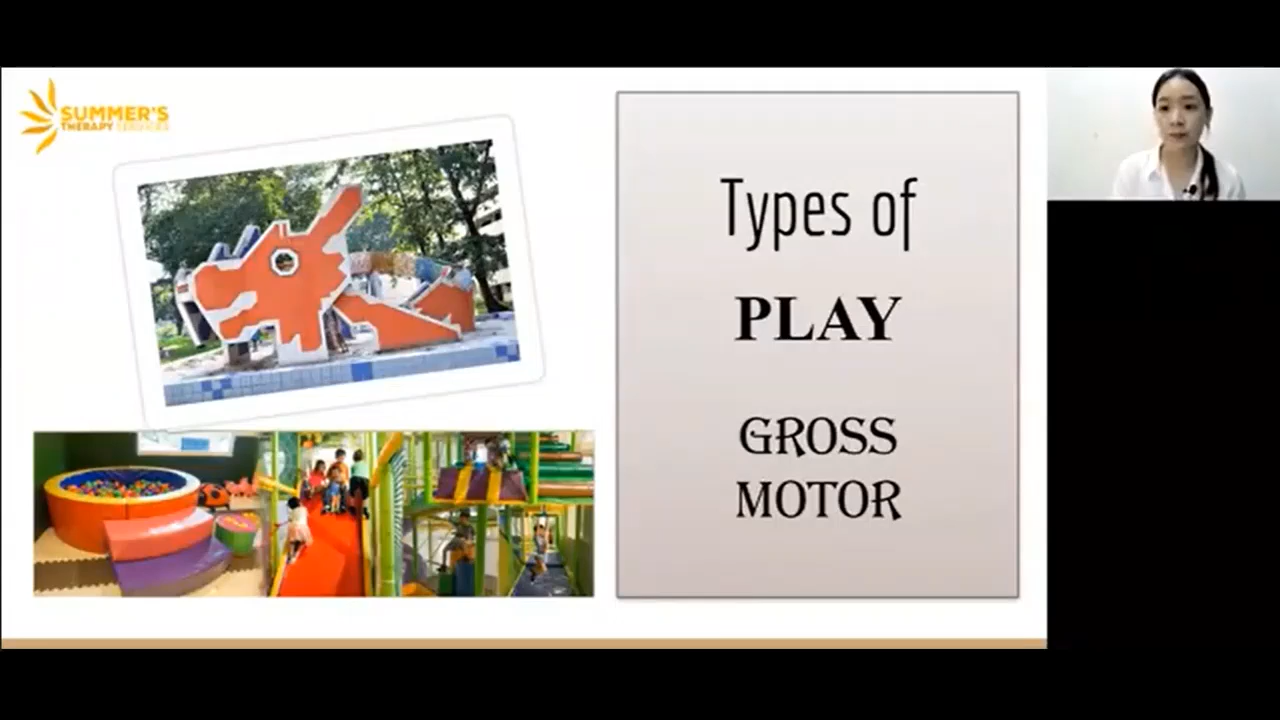 SUMMER'S
THERAPY SERVICES
Types of
PLAY
GROSS
MOTOR